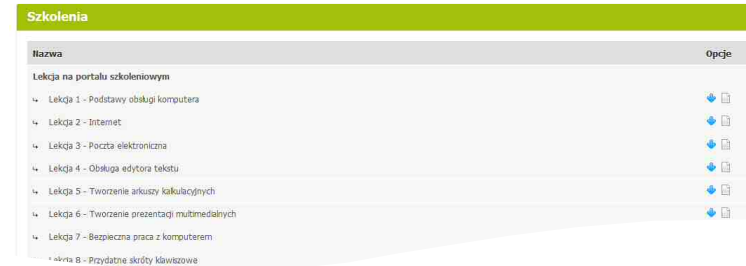 Szkolenia
Nazwa Opcje
Lekcja na portalu szkoleniowym
Lekcja 1 - Podstawy obsługi komputera
Lekcja 2 - Internet
Lekcja 3 - Poczta elektroniczna
Lekcja 4 - Obsługa edytora tekstu
Lekcja 5 - Tworzenie arkuszy kalkulacyjnych
Lekcja 6 - Tworzenie prezentacji multimedialnych
Lekcja 7 - Bezpieczna praca z komputerem
Lekcja 8 - Przydatne skróty klawiszowe